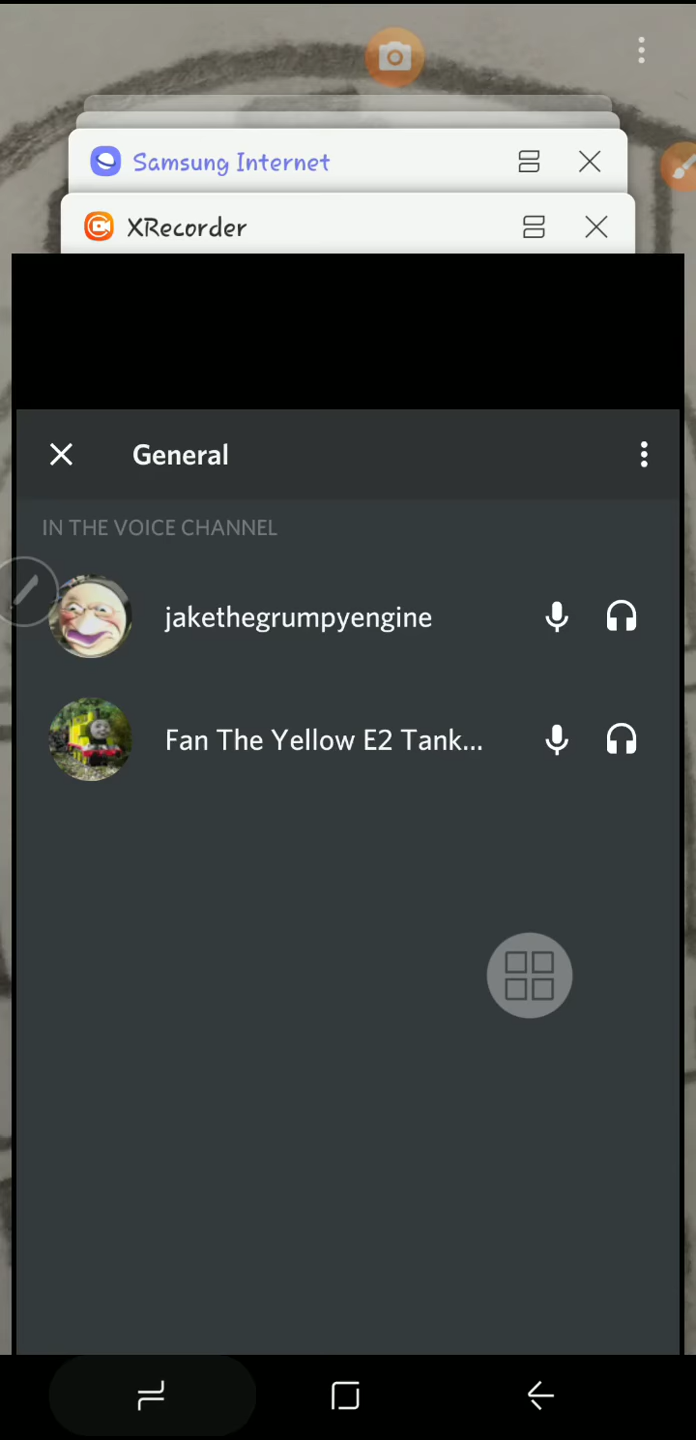 Samsung Internet
XRecorder
General
IN THE VOICE CHANNEL
jakethegrumpyengine
Fan The Yellow E2 Tank...